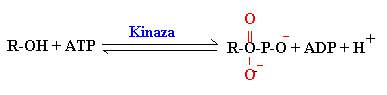 O
Kinaza
R-OH + ATP R-O-P-O⁻ + ADP + H⁺
O⁻